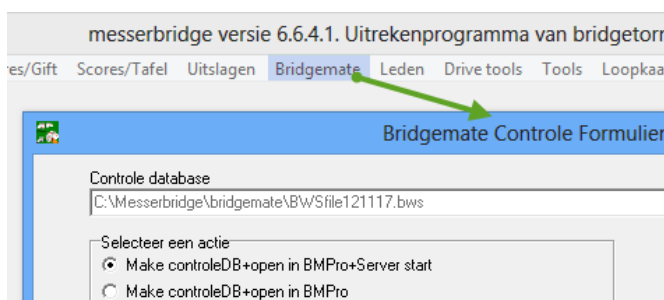 messerbridge versie 6.6.4.1. Uitrekenprogramma van bridgetorr
res/Gift Scores/Tafel Uitslagen Bridgemate Leden Drive tools Tools Loopkaa
Bridgemate Controle Formulier
Controle database
C:\Messerbridge\bridgemate\BWSfile121117.bws
Selecteer een actie
Make controleDB+open in BMPro+Server start
Make controleDB+open in BMPro